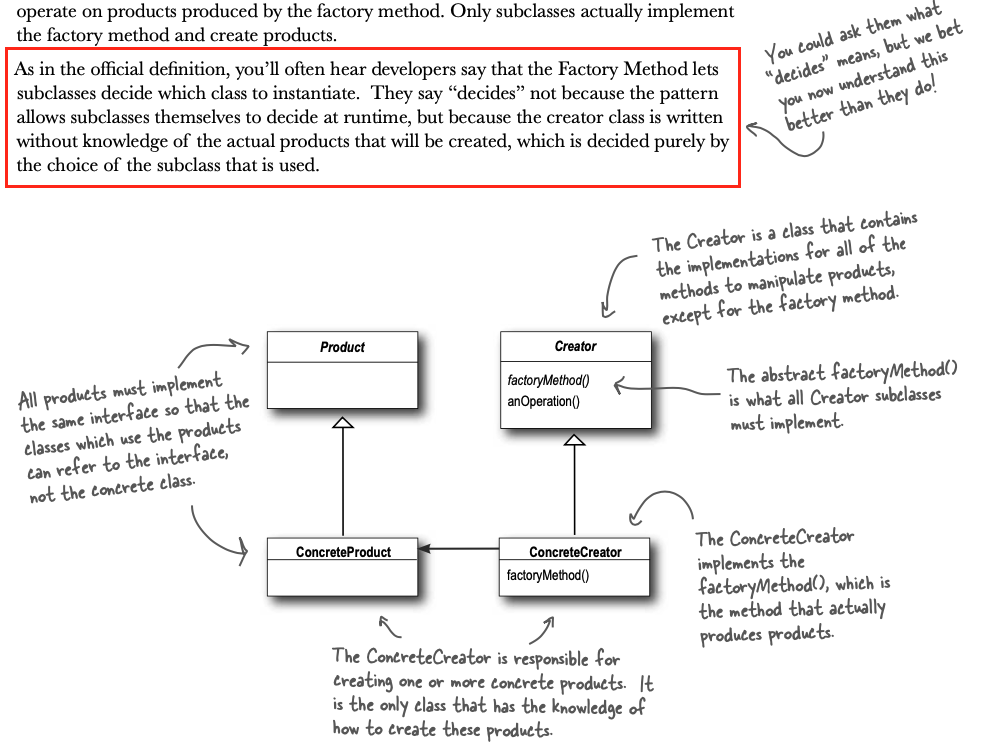 operate on products produced by the factory method. Only subclasses actually implement
the factory method and create products.
As in the official definition, you'll often hear developers say that the Factory Method lets
subclasses decide which class to instantiate. They say “decides” not because the pattern
allows subclasses themselves to decide at runtime, but because the creator class is written
without knowledge of the actual products that will be created, which is decided purely by
the choice of the subclass that is used.
You could ask them what
“decides” means, but we bet
you now understand this
better than they do!
The Creator is a class that contains
the implementations for all of the
methods to manipulate products,
except for the factory method.
Product
Creator
factoryMethod()
anOperation()
The abstract factoryMethod()
is what all Creator subclasses
must implement.
All products must implement
the same interface so that the
classes which use the products
can refer to the interface,
not the concrete class.
ConcreteProduct
ConcreteCreator
factoryMethod()
The ConcreteCreator
implements the
factoryMethod(), which is
the method that actually
produces products.
The ConcreteCreator is responsible for
creating one or more concrete products. It
is the only class that has the knowledge of
how to create these products.